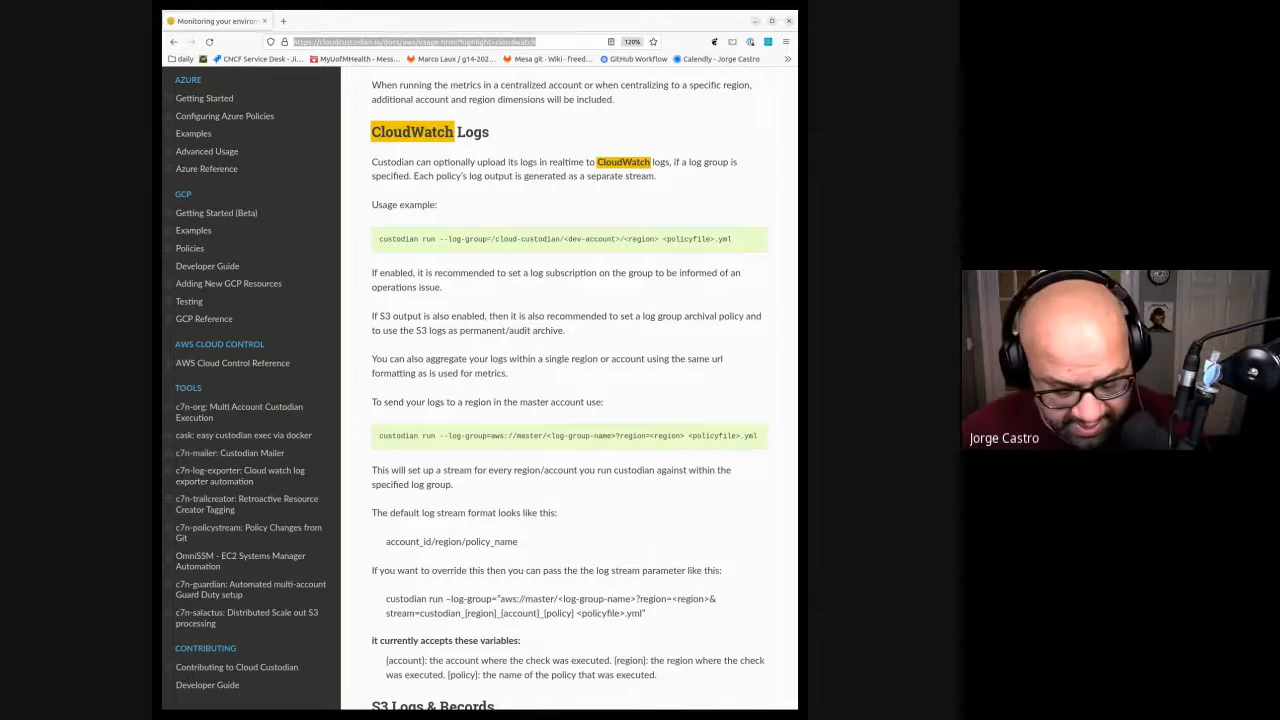 Monitoring your environ
https://cloudcustodian.io/docs/aws/usage.html?highlight=cloudwatch
120%
daily
CNCF Service Desk - Ji...
MyUofMHealth - Mess...
Marco Laux / g14-202...
Mesa git · Wiki · freed...
GitHub Workflow
Calendly - Jorge Castro
AZURE
Getting Started
Configuring Azure Policies
Examples
Advanced Usage
Azure Reference
GCP
Getting Started (Beta)
Examples
Policies
Developer Guide
Adding New GCP Resources
Testing
GCP Reference
AWS CLOUD CONTROL
AWS Cloud Control Reference
TOOLS
c7n-org: Multi Account Custodian
Execution
cask: easy custodian exec via docker
c7n-mailer: Custodian Mailer
c7n-log-exporter: Cloud watch log
exporter automation
c7n-trailcreator: Retroactive Resource
Creator Tagging
c7n-policystream: Policy Changes from
Git
OmniSSM - EC2 Systems Manager
Automation
c7n-guardian: Automated multi-account
Guard Duty setup
c7n-salactus: Distributed Scale out S3
processing
CONTRIBUTING
Contributing to Cloud Custodian
Developer Guide
When running the metrics in a centralized account or when centralizing to a specific region,
additional account and region dimensions will be included.
CloudWatch Logs
Custodian can optionally upload its logs in realtime to CloudWatch logs, if a log group is
specified. Each policy's log output is generated as a separate stream.
Usage example:
custodian run --log-group=/cloud-custodian/<dev-account>/<region> <policyfile>.yml
If enabled, it is recommended to set a log subscription on the group to be informed of an
operations issue.
If S3 output is also enabled, then it is also recommended to set a log group archival policy and
to use the S3 logs as permanent/audit archive.
You can also aggregate your logs within a single region or account using the same url
formatting as is used for metrics.
To send your logs to a region in the master account use:
custodian run --log-group=aws://master/<log-group-name>?region=<region> <policyfile>.yml
This will set up a stream for every region/account you run custodian against within the
specified log group.
The default log stream format looks like this:
account_id/region/policy_name
If you want to override this then you can pass the the log stream parameter like this:
custodian run –log-group="aws://master/<log-group-name>?region=<region>&
stream=custodian_{region}_{account}_{policy} <policyfile>.yml"
it currently accepts these variables:
{account}: the account where the check was executed. {region}: the region where the check
was executed. {policy}: the name of the policy that was executed.
S3 Logs & Records
Jorge Castro